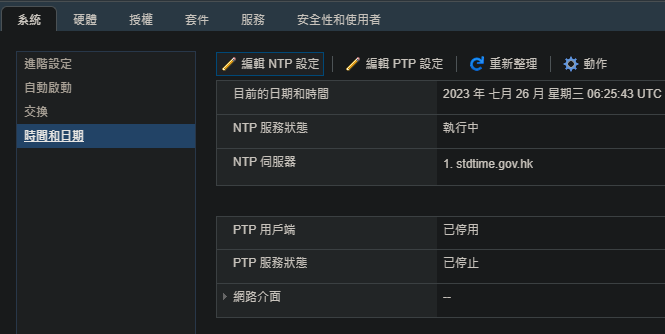 系統 硬體 授權 套件 服務 安全性和使用者
進階設定
自動啟動
交換
時間和日期
編輯 NTP 設定 編輯 PTP 設定 重新整理 動作
目前的日期和時間 2023 年 七月 26 月 星期三 06:25:43 UTC
NTP 服務狀態 執行中
NTP 伺服器 1. stdtime.gov.hk
PTP 用戶端 已停用
PTP 服務狀態 已停止
網路介面 --